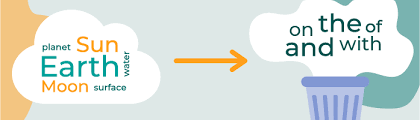 planet Sun
Earth
water
Moon surface
on the of
and with